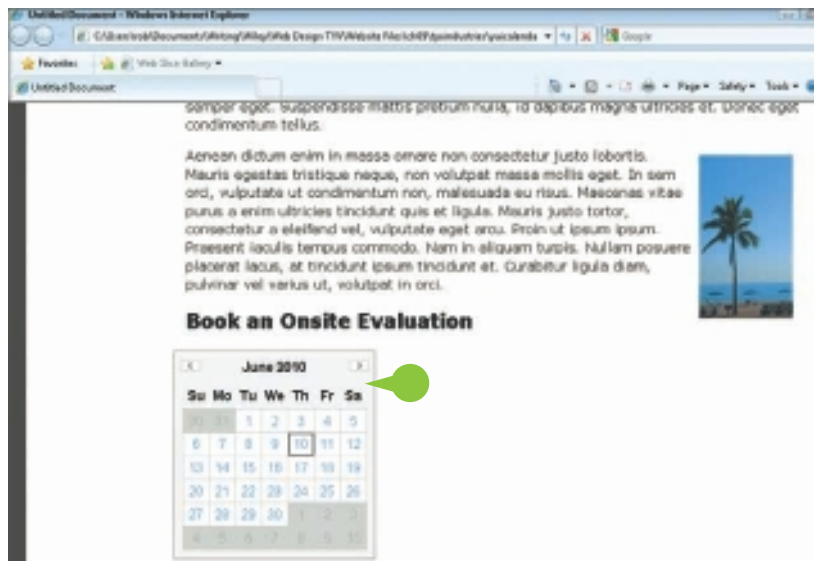 Untitled Document - Windows Internet Explorer
Google
Favorites Web Slice Gallery
Untitled Document Page Safety Tools
semper eget. Suspendisse mattis pretium nulla, id dapibus magna ultricies et. Donec eget
condimentum tellus.
Aenean dictum enim in massa ornare non consectetur justo lobortis.
Mauris egestas tristique neque, non volutpat massa mollis eget. In sem
orci, vulputate ut condimentum non, malesuada eu risus. Maecenas vitae
purus a enim ultricies tincidunt quis et ligula. Mauris justo tortor,
consectetur a eleifend vel, vulputate eget arcu. Proin ut ipsum ipsum.
Praesent iaculis tempus commodo. Nam in aliquam turpis. Nullam posuere
placerat lacus, at tincidunt ipsum tincidunt et. Curabitur ligula diam,
pulvinar vel varius ut, volutpat in orci.
Book an Onsite Evaluation
June 2010
Su Mo Tu We Th Fr Sa
30 31 1 2 3 4 5
6 7 8 9 10 11 12
13 14 15 16 17 18 19
20 21 22 23 24 25 26
27 28 29 30 1 2 3
4 5 6 7 8 9 10